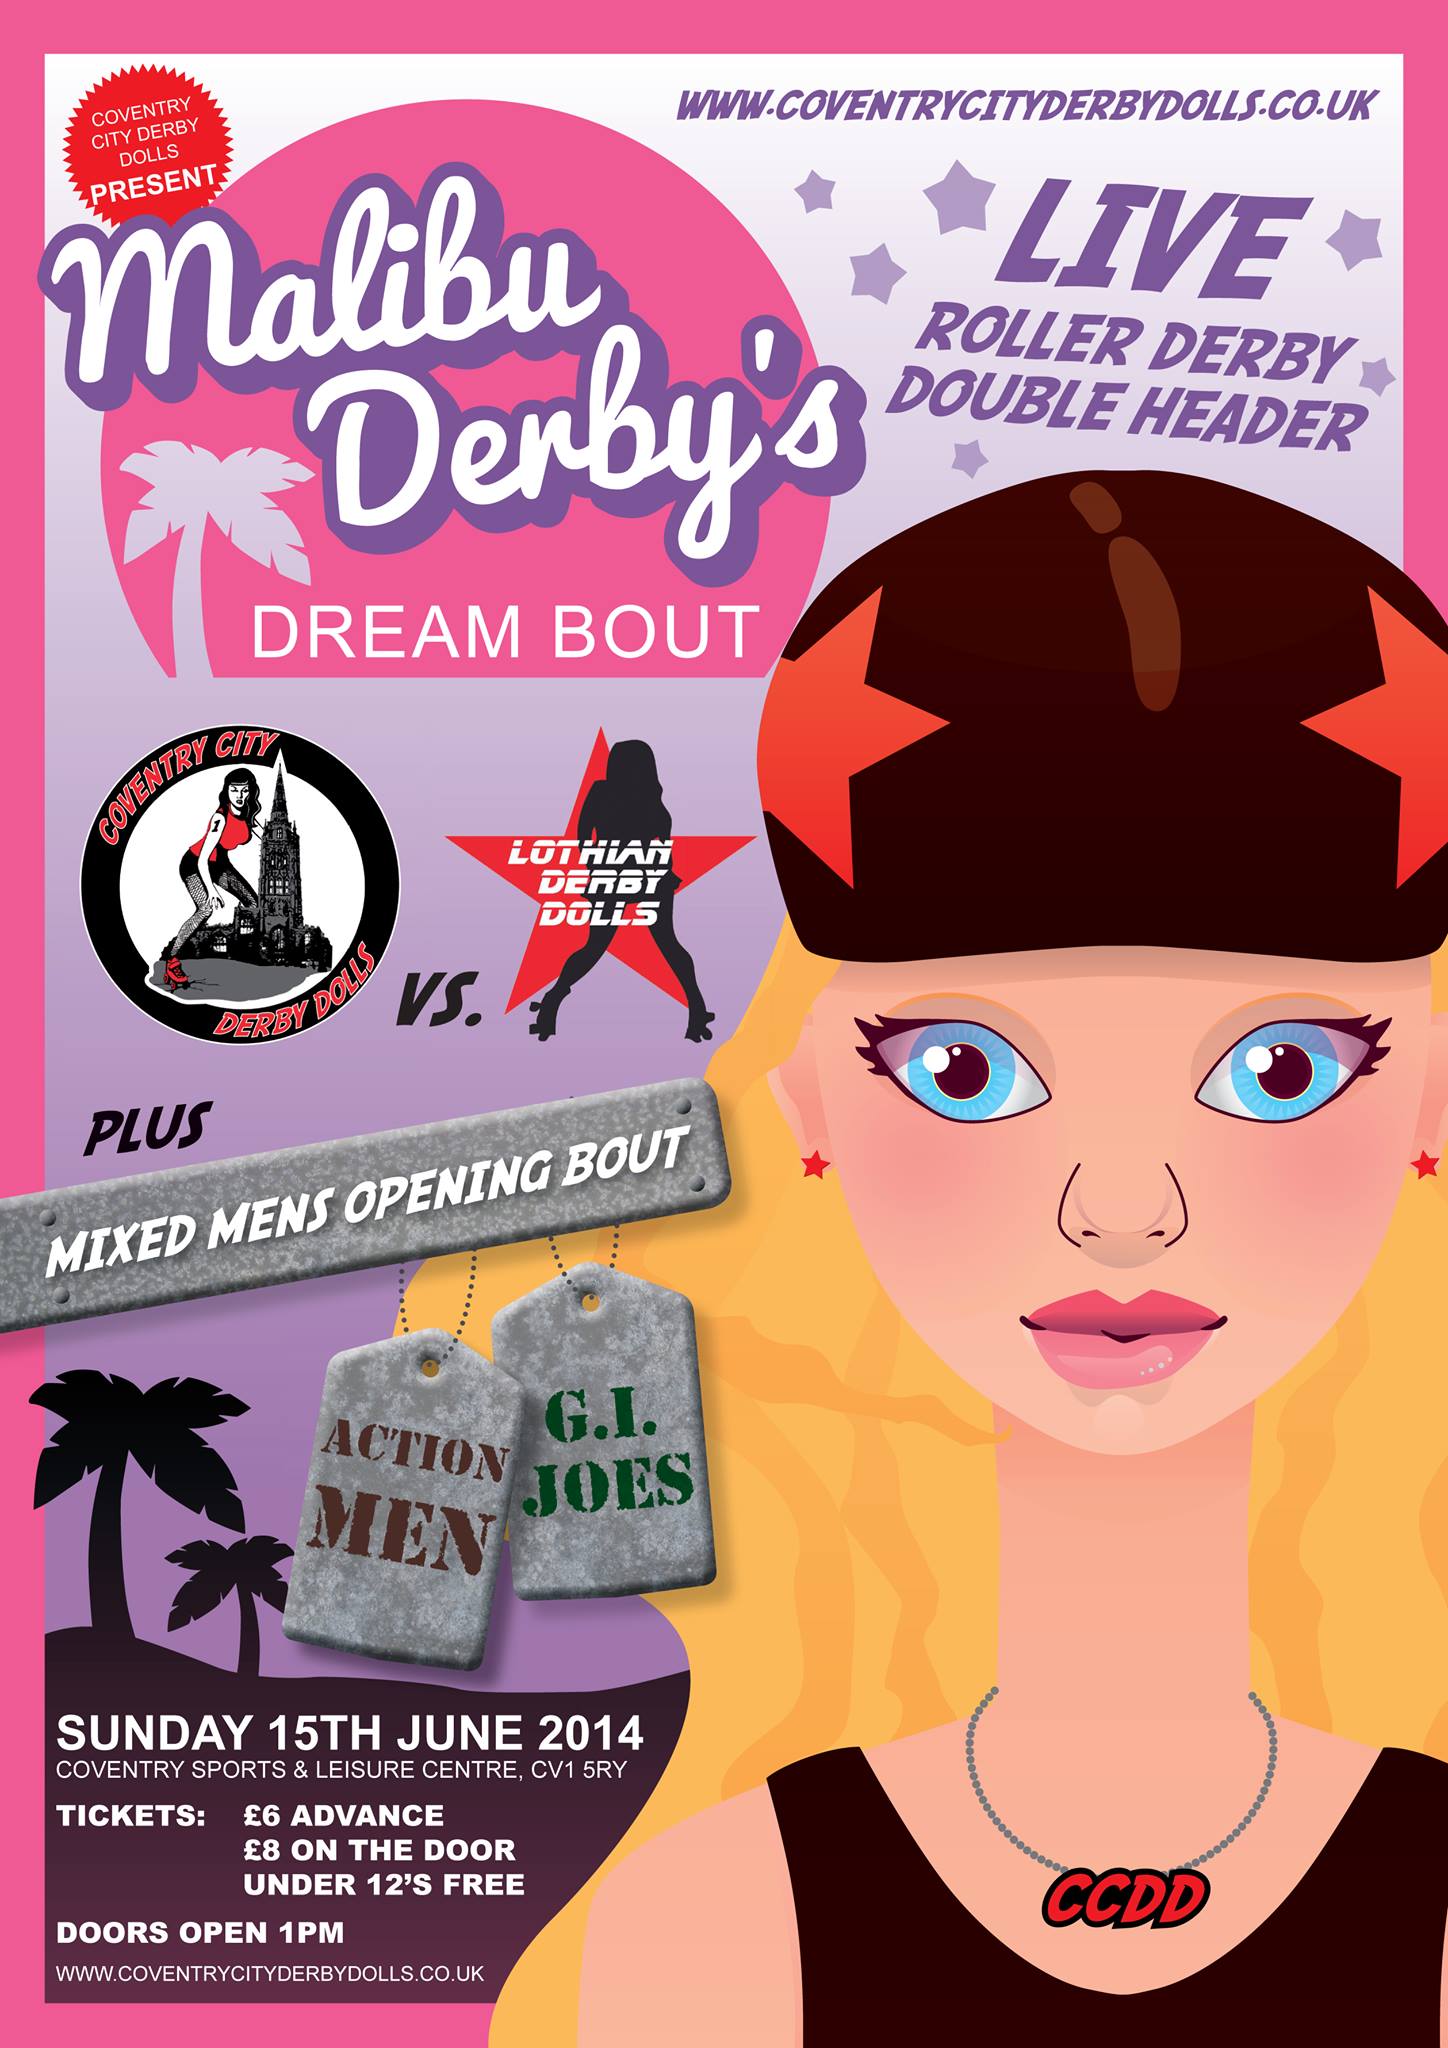 COVENTRY
CITY DERBY
DOLLS
PRESENT
WWW.COVENTRYCITYDERBYDOLLS.CO.UK
Malibu
Derby's
DREAM BOUT
LIVE
ROLLER DERBY
DOUBLE HEADER
COVENTRY CITY
1
DERBY DOLLS
VS.
LOTHIAN
DERBY
DOLLS
PLUS
MIXED MENS OPENING BOUT
ACTION
MEN
G.I.
JOES
SUNDAY 15TH JUNE 2014
COVENTRY SPORTS & LEISURE CENTRE, CV1 5RY
TICKETS: £6 ADVANCE
£8 ON THE DOOR
UNDER 12'S FREE
DOORS OPEN 1PM
WWW.COVENTRYCITYDERBYDOLLS.CO.UK
CCDD